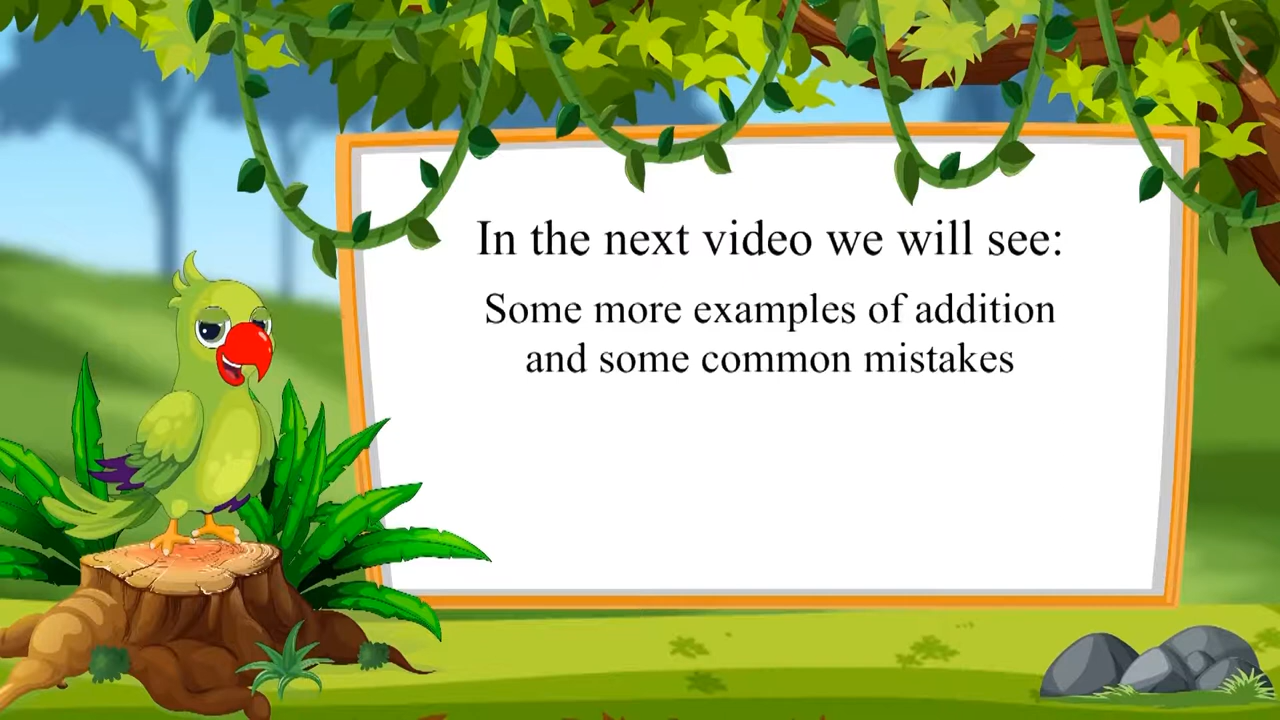 In the next video we will see:
Some more examples of addition
and some common mistakes